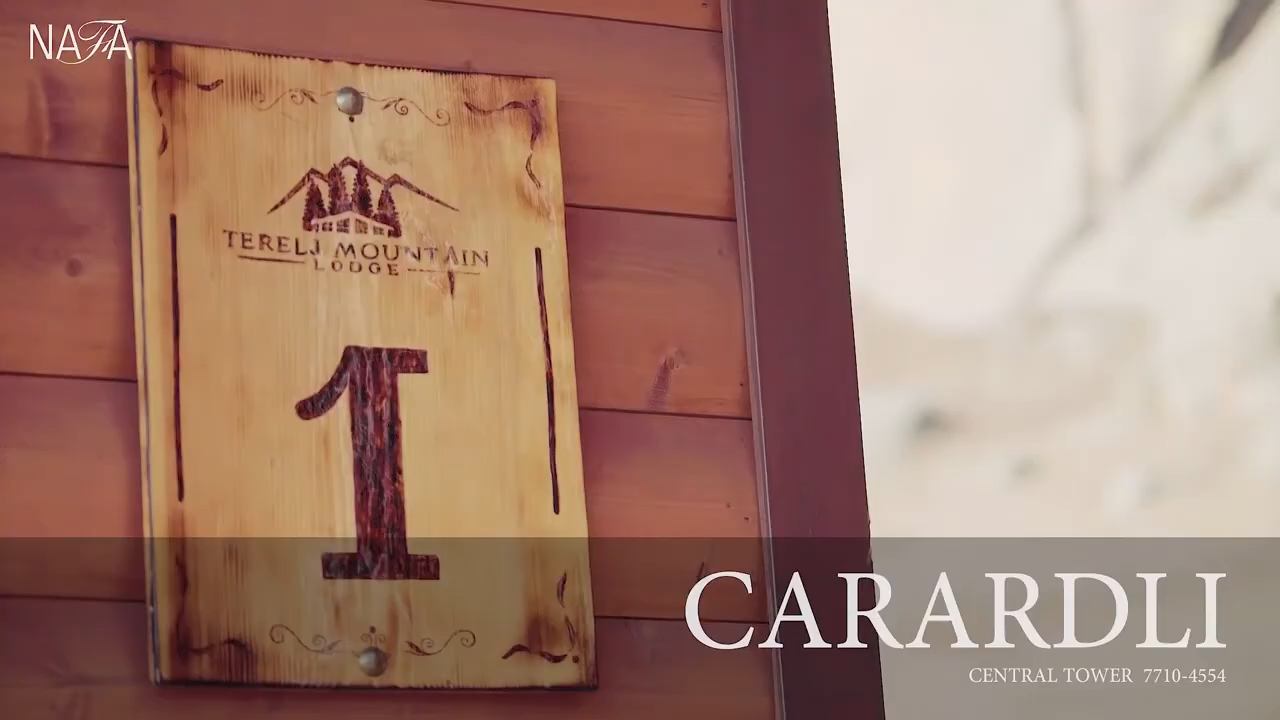 NAFA
TERELJ MOUNTAIN
LODGE
1
CARARDLI
CENTRAL TOWER 7710-4554